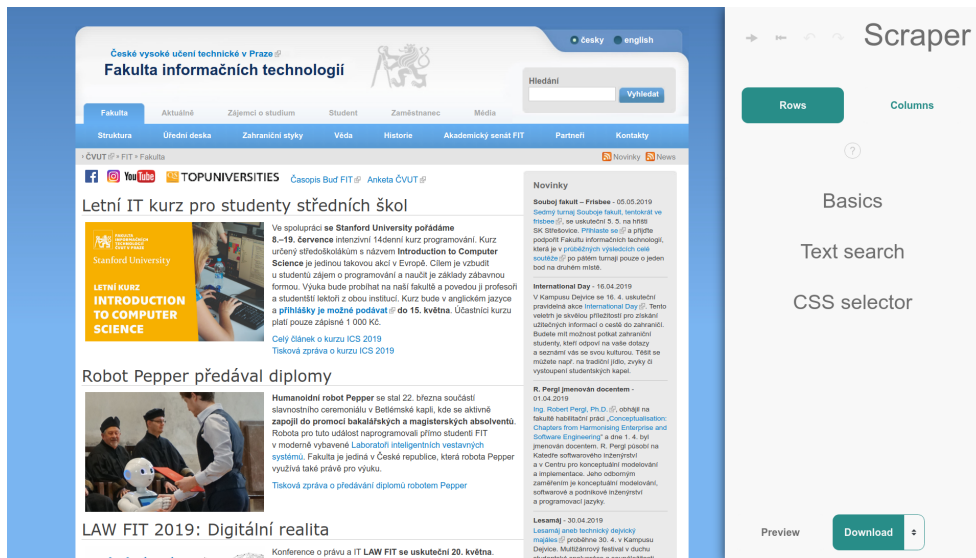 České vysoké učení technické v Praze
Fakulta informačních technologií
česky english
Hledání
Vyhledat
Fakulta Aktuálně Zájemci o studium Student Zaměstnanec Média
Struktura Úřední deska Zahraniční styky Věda Historie Akademický senát FIT Partneři Kontakty
ČVUT FIT Fakulta
Novinky News
YouTube TOPUNIVERSITIES Časopis Buď FIT Anketa ČVUT
Letní IT kurz pro studenty středních škol
Stanford University
LETNÍ KURZ
INTRODUCTION
TO COMPUTER
SCIENCE
Ve spolupráci se Stanford University pořádáme
8.–19. července intenzivní 14denní kurz programování. Kurz
určený středoškolákům s názvem Introduction to Computer
Science je jedinou takovou akcí v Evropě. Cílem je vzbudit
u studentů zájem o programování a naučit je základy zábavnou
formou. Výuka bude probíhat na naší fakultě a povedou ji profesoři
a studentští lektoři z obou institucí. Kurz bude v anglickém jazyce
a přihlášky je možné podávat do 15. května. Účastníci kurzu
platí pouze zápisné 1 000 Kč.
Celý článek o kurzu ICS 2019
Tisková zpráva o kurzu ICS 2019
Robot Pepper předával diplomy
Humanoidní robot Pepper se stal 22. března součástí
slavnostního ceremoniálu v Betlémské kapli, kde se aktivně
zapojil do promocí bakalářských a magisterských absolventů.
Robota pro tuto událost naprogramovali přímo studenti FIT
v moderně vybavené Laboratoři inteligentních vestavných
systémů. Fakulta je jediná v České republice, která robota Pepper
využívá také právě pro výuku.
Tisková zpráva o předávání diplomů robotem Pepper
LAW FIT 2019: Digitální realita
Konference o právu a IT LAW FIT se uskuteční 20. května.
Novinky
Souboj fakult – Frisbee - 05.05.2019
Sedmý turnaj Souboje fakult, tentokrát ve
frisbee, se uskuteční 5. 5. na hřišti
SK Střešovice. Přihlaste se a přijďte
podpořit Fakultu informačních technologií,
která je v průběžných výsledcích celé
soutěže po pátém turnaji pouze o jeden
bod na druhém místě.
International Day - 16.04.2019
V Kampusu Dejvice se 16. 4. uskuteční
pravidelná akce International Day. Tento
veletrh je skvělou příležitostí pro získání
užitečných informací o cestě do zahraničí.
Budete mít možnost potkat zahraniční
studenty, kteří odpoví na vaše dotazy
a seznámí vás se svou kulturou. Těšit se
můžete např. na tradiční jídlo, zvyky či
vystoupení studentských kapel.
R. Pergl jmenován docentem -
01.04.2019
Ing. Robert Pergl, Ph.D., obhájil na
fakultě habilitační práci „Conceptualisation:
Chapters from Harmonising Enterprise and
Software Engineering“ a dne 1. 4. byl
jmenován docentem. R. Pergl působí na
Katedře softwarového inženýrství
a v Centru pro konceptuální modelování
a implementace. Jeho odborným
zaměřením je konceptuální modelování,
softwarové a podnikové inženýrství
a programovací jazyky.
Lesamáj - 30.04.2019
Lesamáj aneb technický dejvický
majáles proběhne 30. 4. v Kampusu
Dejvice. Multižánrový festival v duchu
Scraper
Rows Columns
?
Basics
Text search
CSS selector
Preview Download